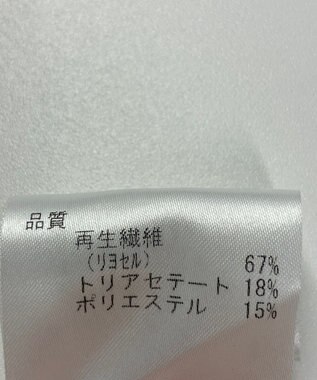 品質
再生繊維
(リヨセル) 67%
トリアセテート 18%
ポリエステル 15%